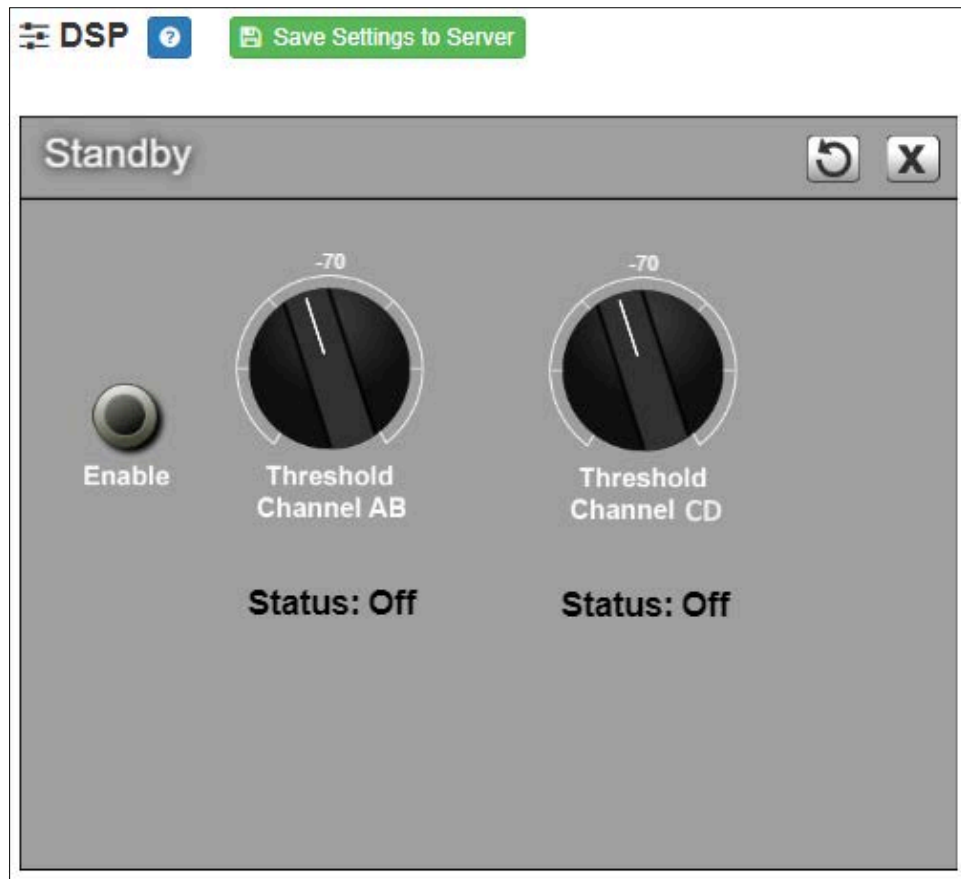 DSP
Save Settings to Server
Standby
X
-70
-70
Enable
Threshold
Channel AB
Threshold
Channel CD
Status: Off
Status: Off